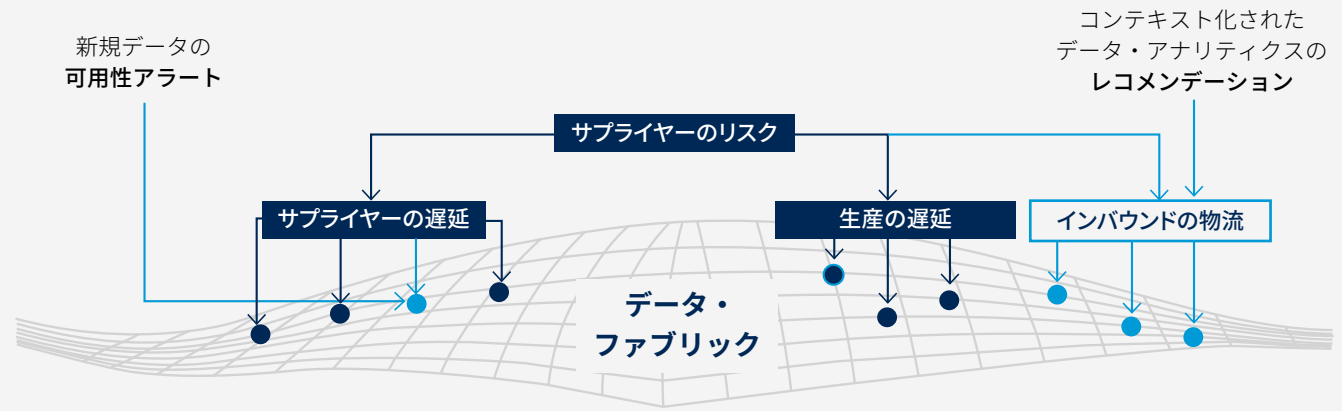 新規データの
可用性アラート
コンテキスト化された
データ・アナリティクスの
レコメンデーション
サプライヤーのリスク
サプライヤーの遅延
生産の遅延
インバウンドの物流
データ・
ファブリック